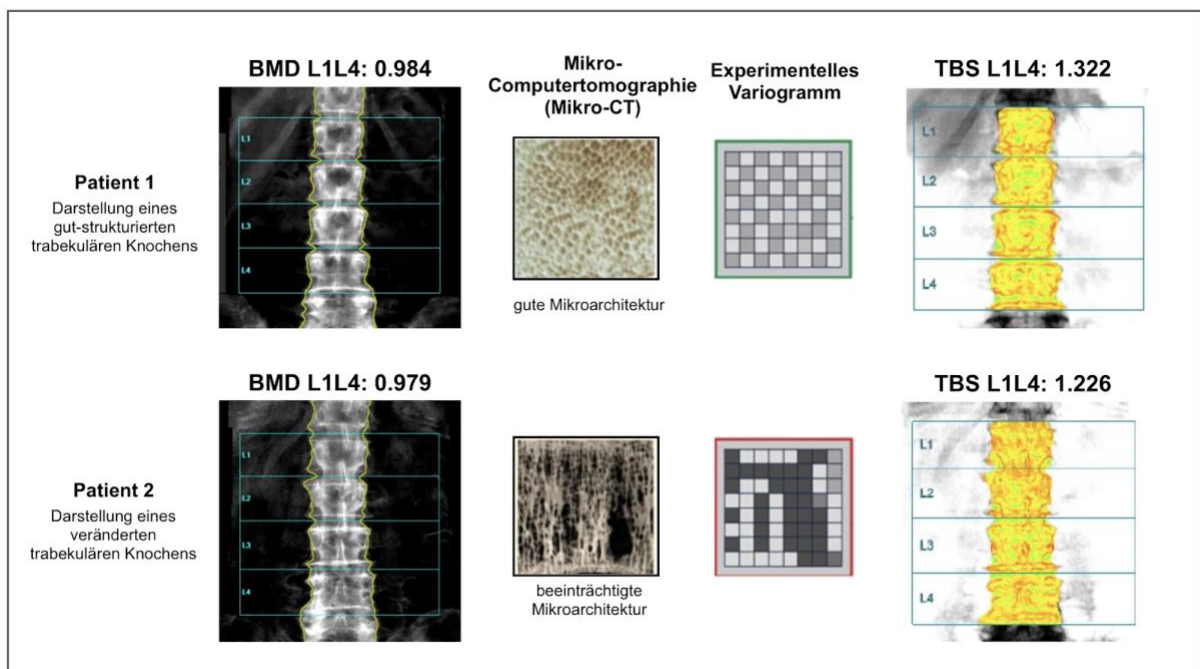 BMD L1L4: 0.984
Mikro-
Computertomographie
(Mikro-CT)
Experimentelles
Variogramm
TBS L1L4: 1.322
Patient 1
Darstellung eines
gut-strukturierten
trabekulären Knochens
L1
L2
L3
L4
gute Mikroarchitektur
L1
L2
L3
L4
BMD L1L4: 0.979
TBS L1L4: 1.226
Patient 2
Darstellung eines
veränderten
trabekulären Knochens
L1
L2
L3
L4
beeinträchtigte
Mikroarchitektur
L1
L2
L3
L4